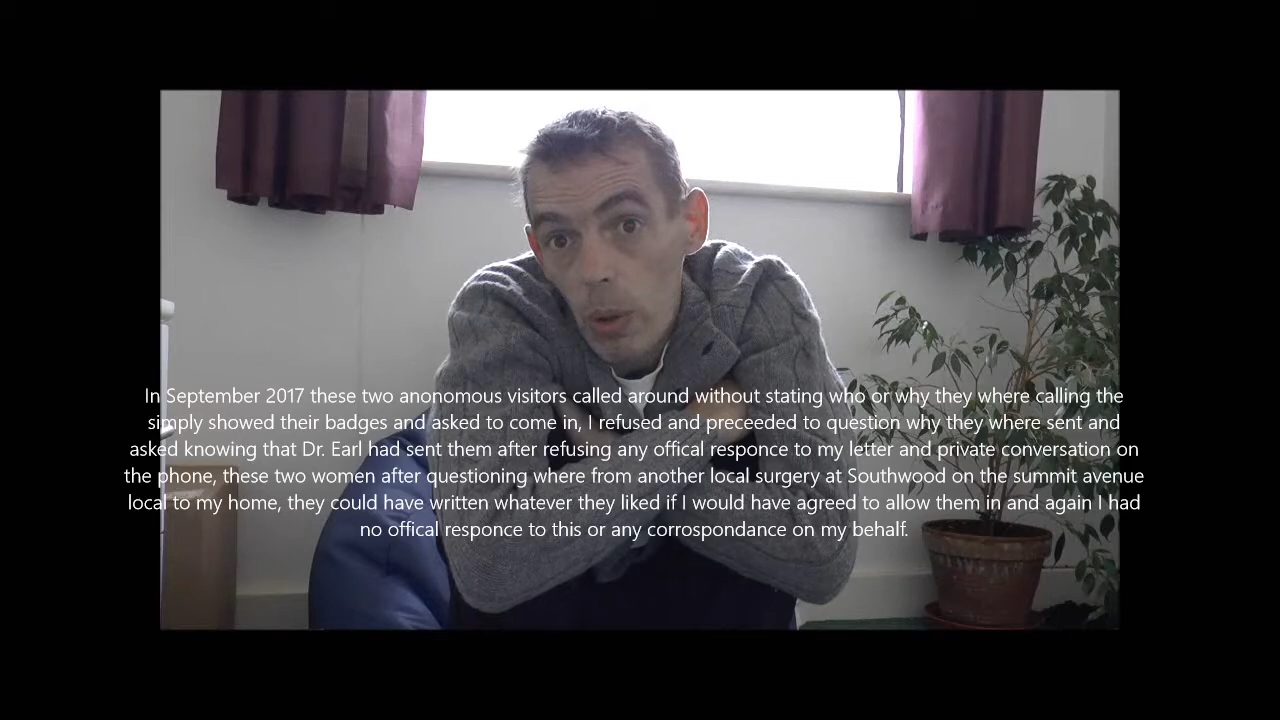 In September 2017 these two anonomous visitors called around without stating who or why they where calling the
simply showed their badges and asked to come in, I refused and preceeded to question why they where sent and
asked knowing that Dr. Earl had sent them after refusing any offical responce to my letter and private conversation on
the phone, these two women after questioning where from another local surgery at Southwood on the summit avenue
local to my home, they could have written whatever they liked if I would have agreed to allow them in and again I had
no offical responce to this or any corrospondance on my behalf.